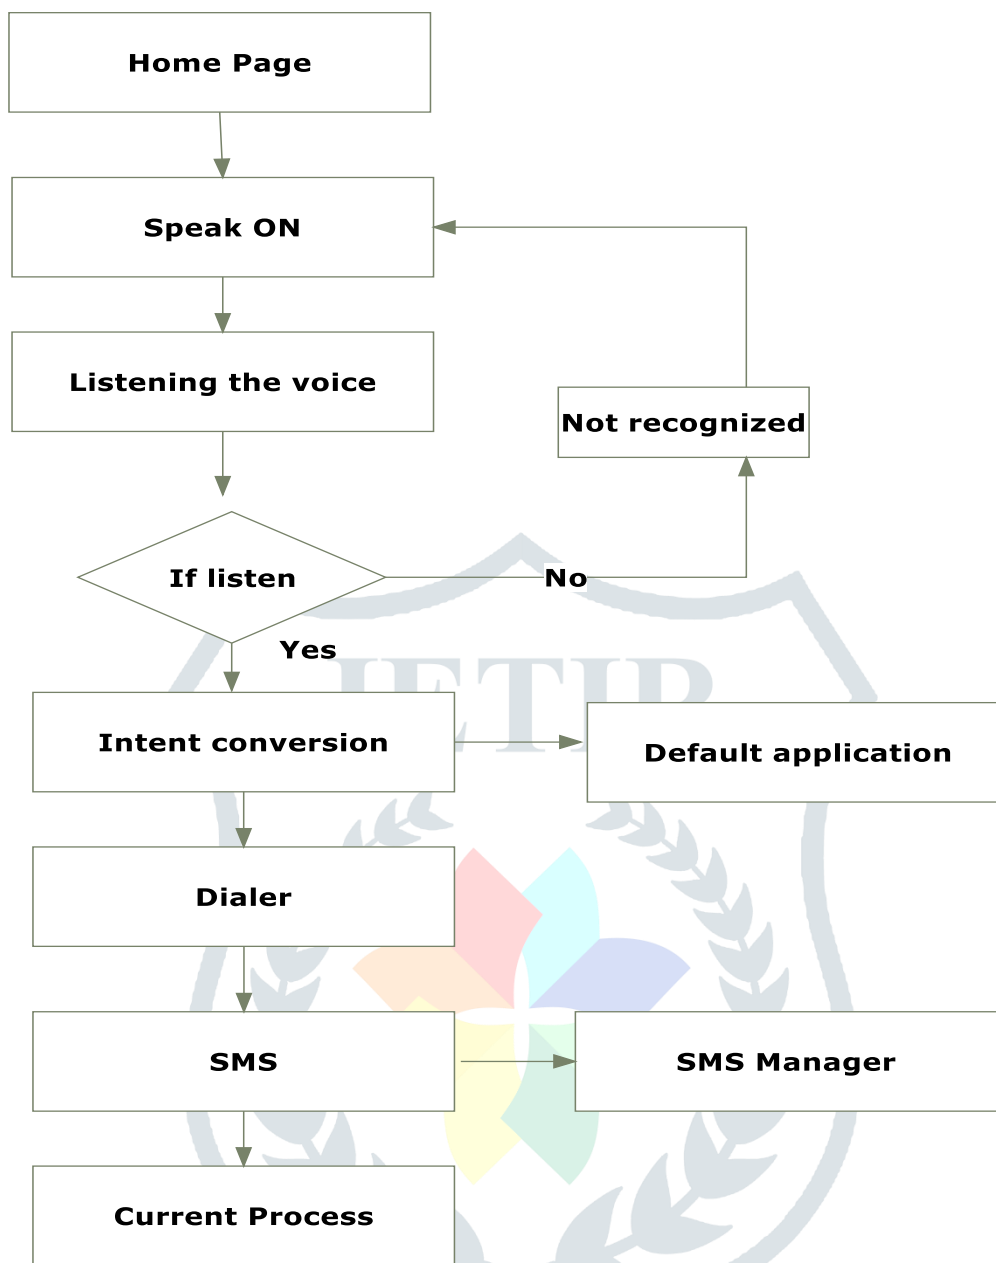 Home Page
Speak ON
Listening the voice
Not recognized
If listen
No
Yes
JETIR
Intent conversion
Default application
Dialer
SMS
SMS Manager
Current Process